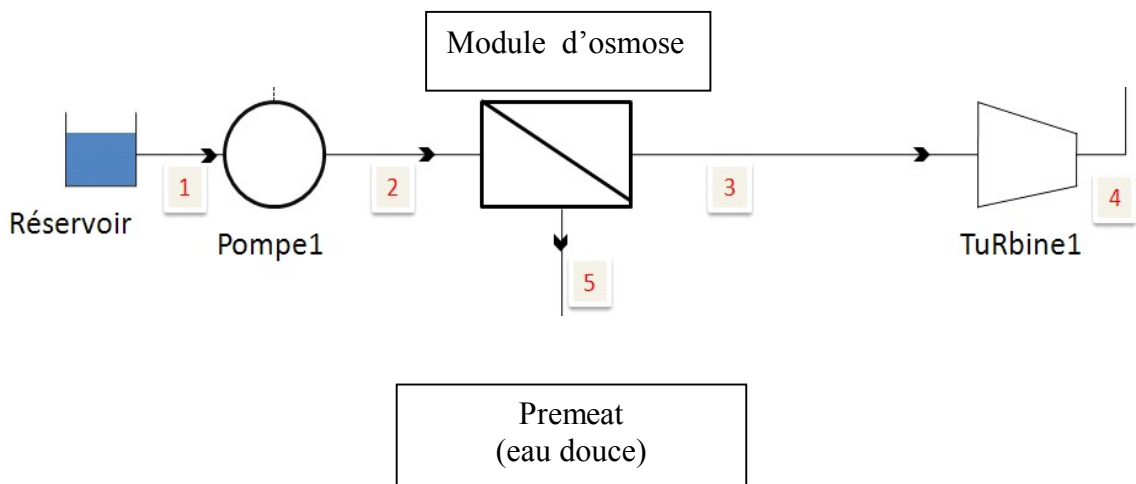 Module d’osmose
1
2
3
4
Réservoir
Pompe1
5
TuRbine1
Premeat
(eau douce)